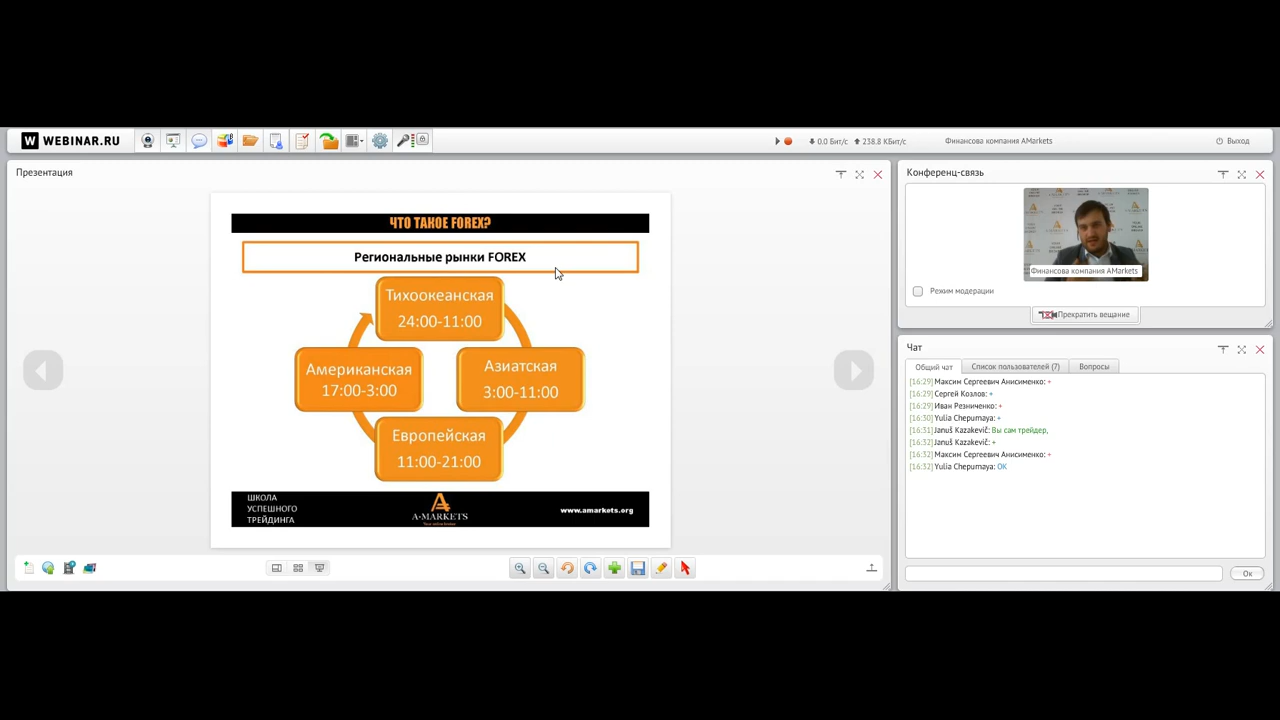 WEBINAR.RU
0.0 Бит/с 238.8 КБит/с
Финансова компания AMarkets
Выход
Презентация
ЧТО ТАКОЕ FOREX?
Региональные рынки FOREX
Тихоокеанская
24:00-11:00
Азиатская
3:00-11:00
Европейская
11:00-21:00
Американская
17:00-3:00
ШКОЛА
УСПЕШНОГО
ТРЕЙДИНГА
A-MARKETS
www.amarkets.org
Конференц-связь
Финансова компания AMarkets
Режим модерации
Прекратить вещание
Чат
Общий чат
Список пользователей (7)
Вопросы
[16:29] Максим Сергеевич Анисименко: +
[16:29] Сергей Козлов: +
[16:29] Иван Резниченко: +
[16:30] Yulia Chepurnaya: +
[16:31] Januš Kazakevič: Вы сам трейдер,
[16:32] Januš Kazakevič: +
[16:32] Максим Сергеевич Анисименко: +
[16:32] Yulia Chepurnaya: OK
Ок